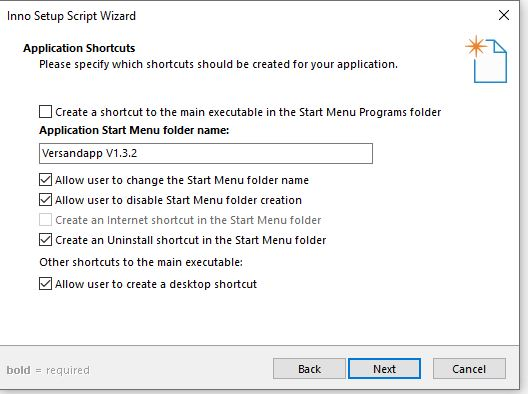 Inno Setup Script Wizard
Application Shortcuts
Please specify which shortcuts should be created for your application.
Create a shortcut to the main executable in the Start Menu Programs folder
Application Start Menu folder name:
Versandapp V1.3.2
Allow user to change the Start Menu folder name
Allow user to disable Start Menu folder creation
Create an Internet shortcut in the Start Menu folder
Create an Uninstall shortcut in the Start Menu folder
Other shortcuts to the main executable:
Allow user to create a desktop shortcut
bold = required
Back
Next
Cancel